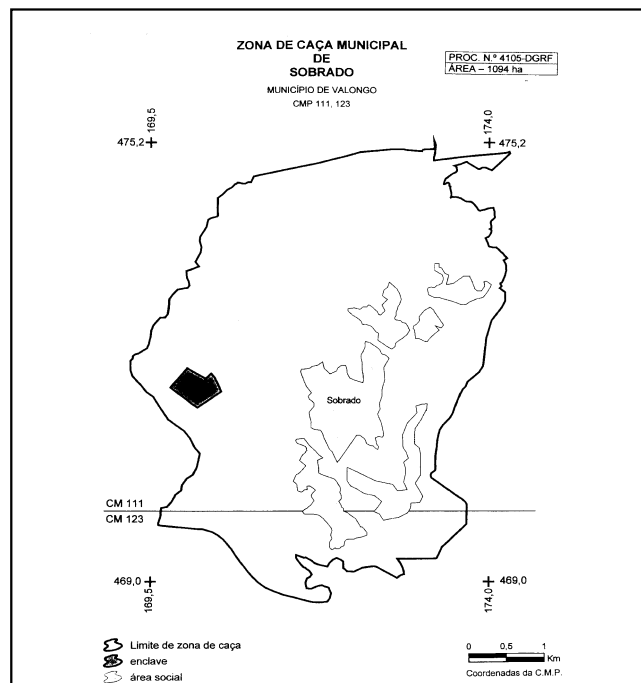 ZONA DE CAÇA MUNICIPAL
DE
SOBRADO
MUNICÍPIO DE VALONGO
CMP 111, 123
PROC. N.º 4105-DGRF
ÁREA – 1094 ha
169,5
174,0
475,2
475,2
Sobrado
CM 111
CM 123
469,0
469,0
169,5
174,0
Limite de zona de caça
enclave
área social
0 0,5 1
Km
Coordenadas da C.M.P.